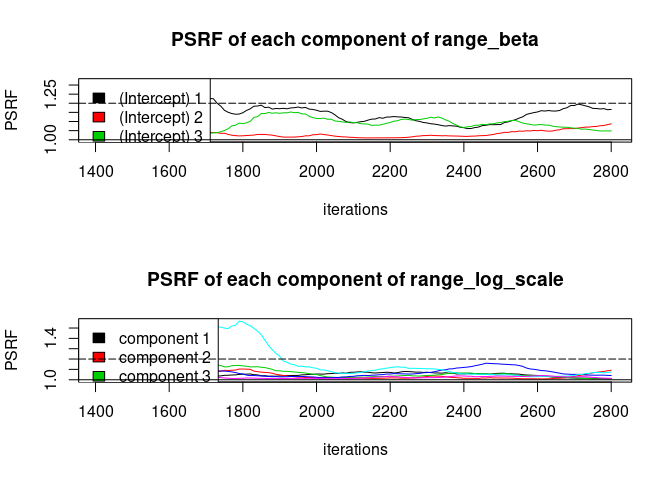 PSRF of each component of range_beta
PSRF
1.00 1.25
(Intercept) 1
(Intercept) 2
(Intercept) 3
1400 1600 1800 2000 2200 2400 2600 2800
iterations
PSRF of each component of range_log_scale
PSRF
1.0 1.4
component 1
component 2
component 3
1400 1600 1800 2000 2200 2400 2600 2800
iterations